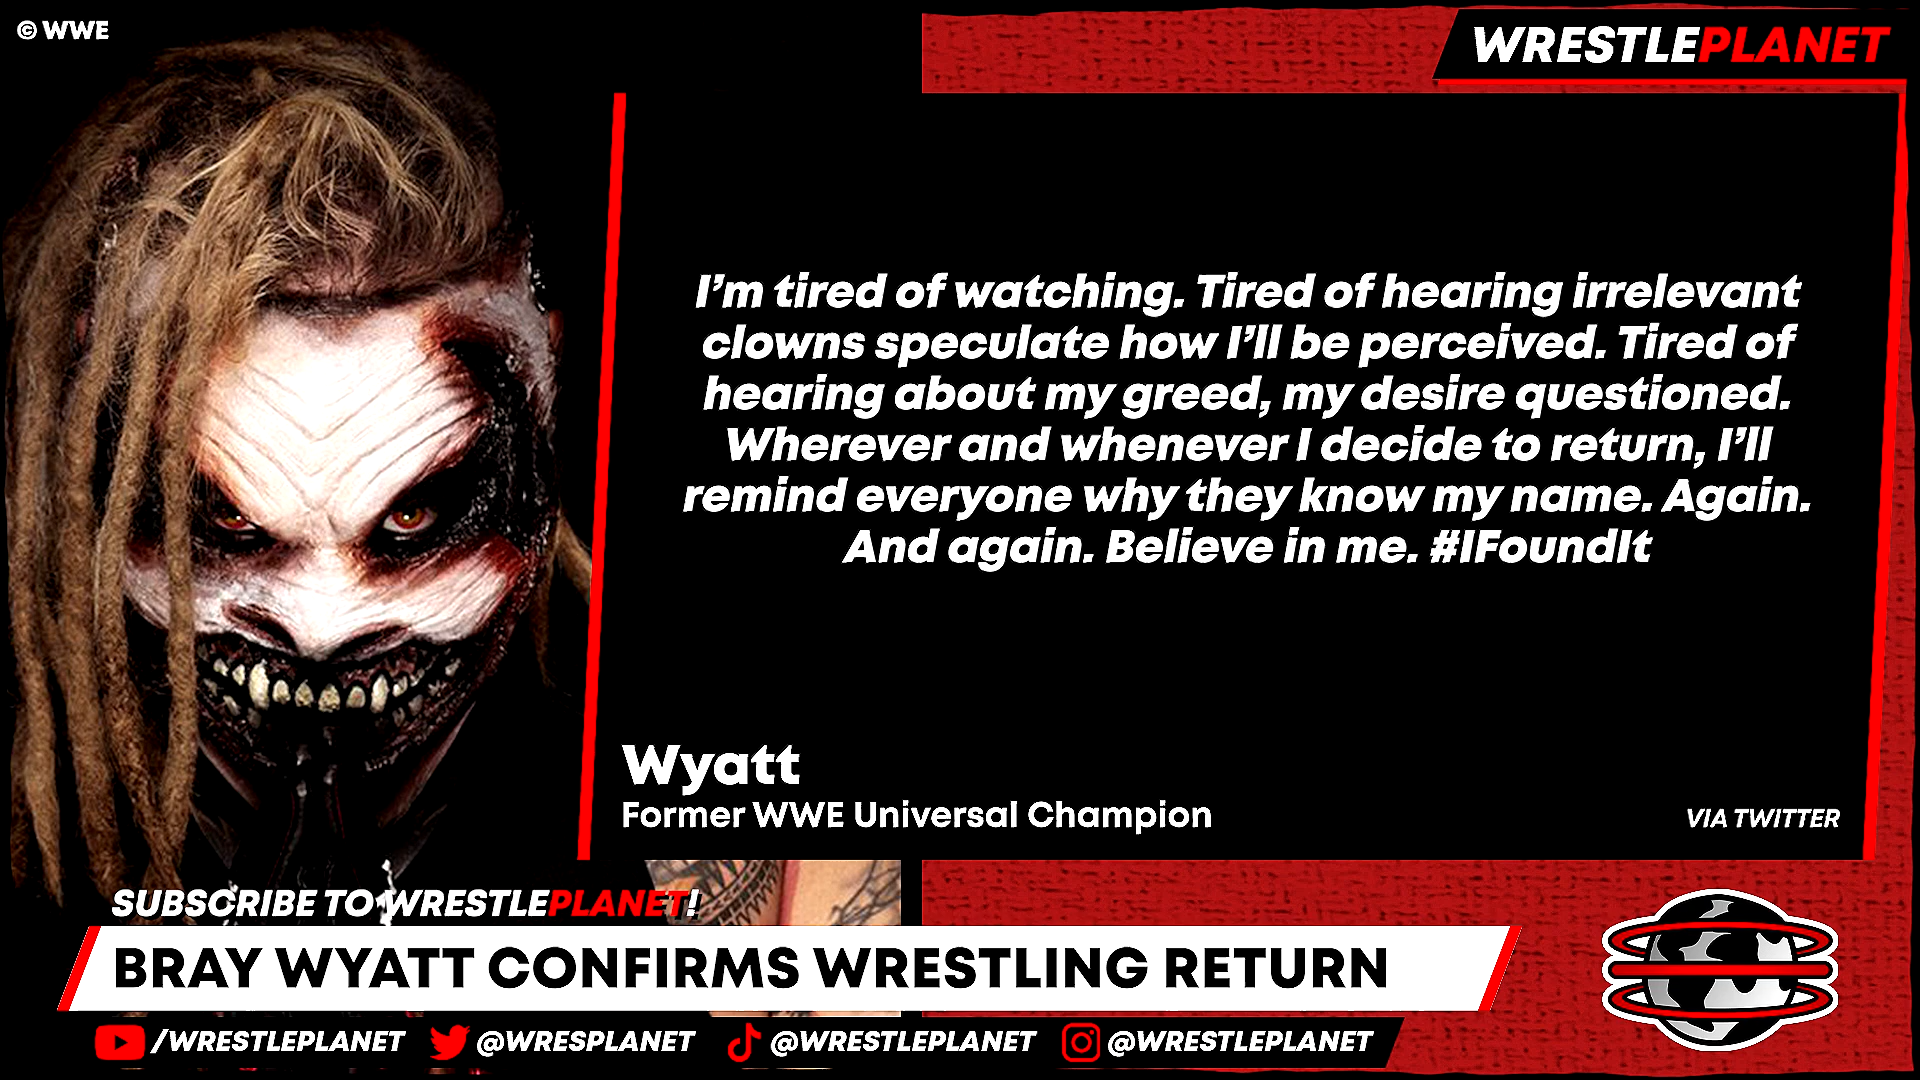 © WWE
WRESTLEPLANET
I’m tired of watching. Tired of hearing irrelevant
clowns speculate how I’ll be perceived. Tired of
hearing about my greed, my desire questioned.
Wherever and whenever I decide to return, I’ll
remind everyone why they know my name. Again.
And again. Believe in me. #IFoundIt
Wyatt
Former WWE Universal Champion
VIA TWITTER
SUBSCRIBE TO WRESTLEPLANET!
BRAY WYATT CONFIRMS WRESTLING RETURN
/WRESTLEPLANET @WRESPLANET @WRESTLEPLANET @WRESTLEPLANET